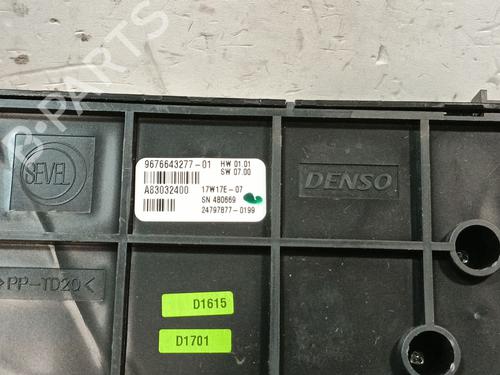 B-PARTS
SEVEL
9676643277-01
HW 01.01
SW 07.00
A83032400
17W17E-07
SN 480669
24797877-0199
DENSO
>PP-TD20<
D1615
D1701